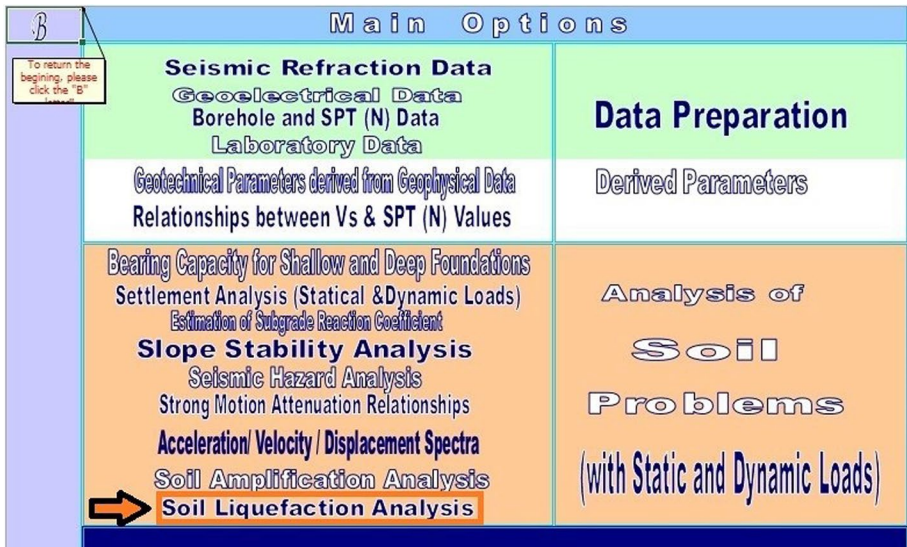 B
Main Options
To return the
begining, please
click the "B"
Seismic Refraction Data
Geoelectrical Data
Borehole and SPT (N) Data
Laboratory Data
Data Preparation
Geotechnical Parameters derived from Geophysical Data
Relationships between Vs & SPT (N) Values
Derived Parameters
Bearing Capacity for Shallow and Deep Foundations
Settlement Analysis (Statical &Dynamic Loads)
Estimation of Subgrade Reaction Coefficient
Slope Stability Analysis
Seismic Hazard Analysis
Strong Motion Attenuation Relationships
Acceleration/ Velocity / Displacement Spectra
Soil Amplification Analysis
Soil Liquefaction Analysis
Analysis of
Soil
Problems
(with Static and Dynamic Loads)